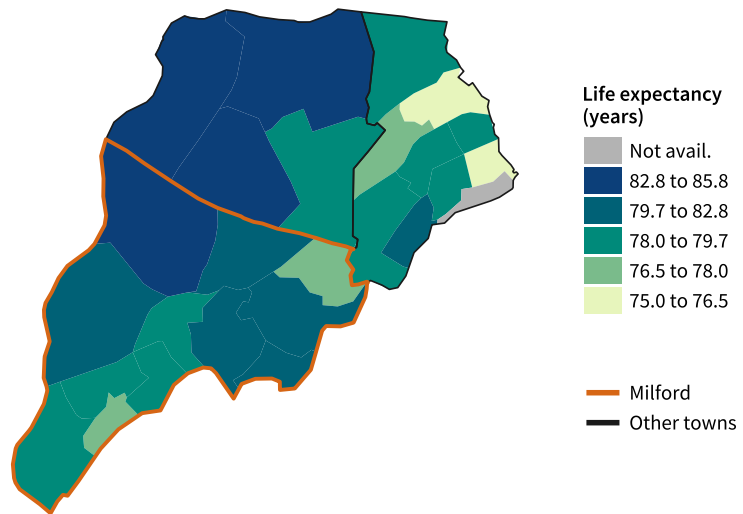 Life expectancy
(years)
Not avail.
82.8 to 85.8
79.7 to 82.8
78.0 to 79.7
76.5 to 78.0
75.0 to 76.5
Milford
Other towns